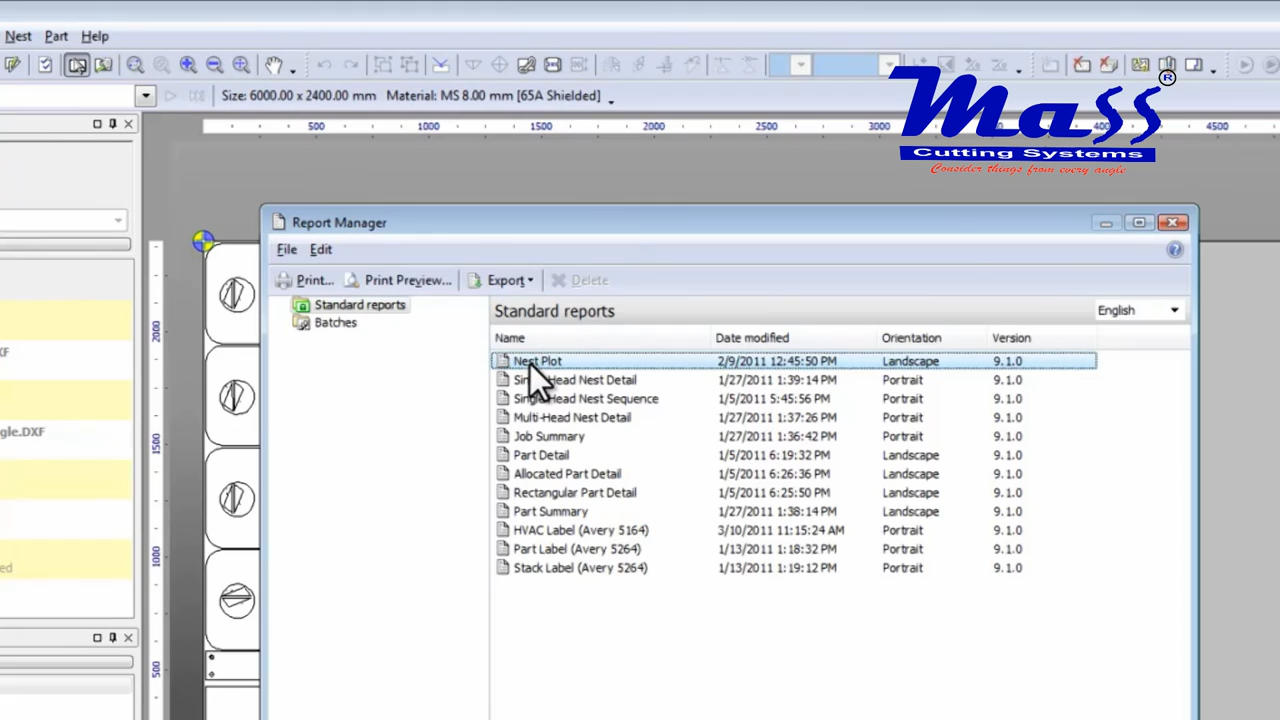 Nest Part Help
Size: 6000.00 x 2400.00 mm Material: MS 8.00 mm [65A Shielded]
mass ®
Cutting Systems
Consider things from every angle
500 1000 1500 2000 2500 3000 4500
Report Manager
File Edit
Print... Print Preview... Export Delete
Standard reports
Batches
Standard reports English
Name Date modified Orientation Version
Nest Plot 2/9/2011 12:45:50 PM Landscape 9.1.0
Single-Head Nest Detail 1/27/2011 1:39:14 PM Portrait 9.1.0
Single-Head Nest Sequence 1/5/2011 5:45:56 PM Portrait 9.1.0
Multi-Head Nest Detail 1/27/2011 1:37:26 PM Portrait 9.1.0
Job Summary 1/27/2011 1:36:42 PM Portrait 9.1.0
Part Detail 1/5/2011 6:19:32 PM Landscape 9.1.0
Allocated Part Detail 1/5/2011 6:26:36 PM Landscape 9.1.0
Rectangular Part Detail 1/5/2011 6:25:50 PM Landscape 9.1.0
Part Summary 1/27/2011 1:38:14 PM Landscape 9.1.0
HVAC Label (Avery 5164) 3/10/2011 11:15:24 AM Portrait 9.1.0
Part Label (Avery 5264) 1/13/2011 1:18:32 PM Portrait 9.1.0
Stack Label (Avery 5264) 1/13/2011 1:19:12 PM Portrait 9.1.0
2000
1500
1000
500
XF
gle.DXF
ed